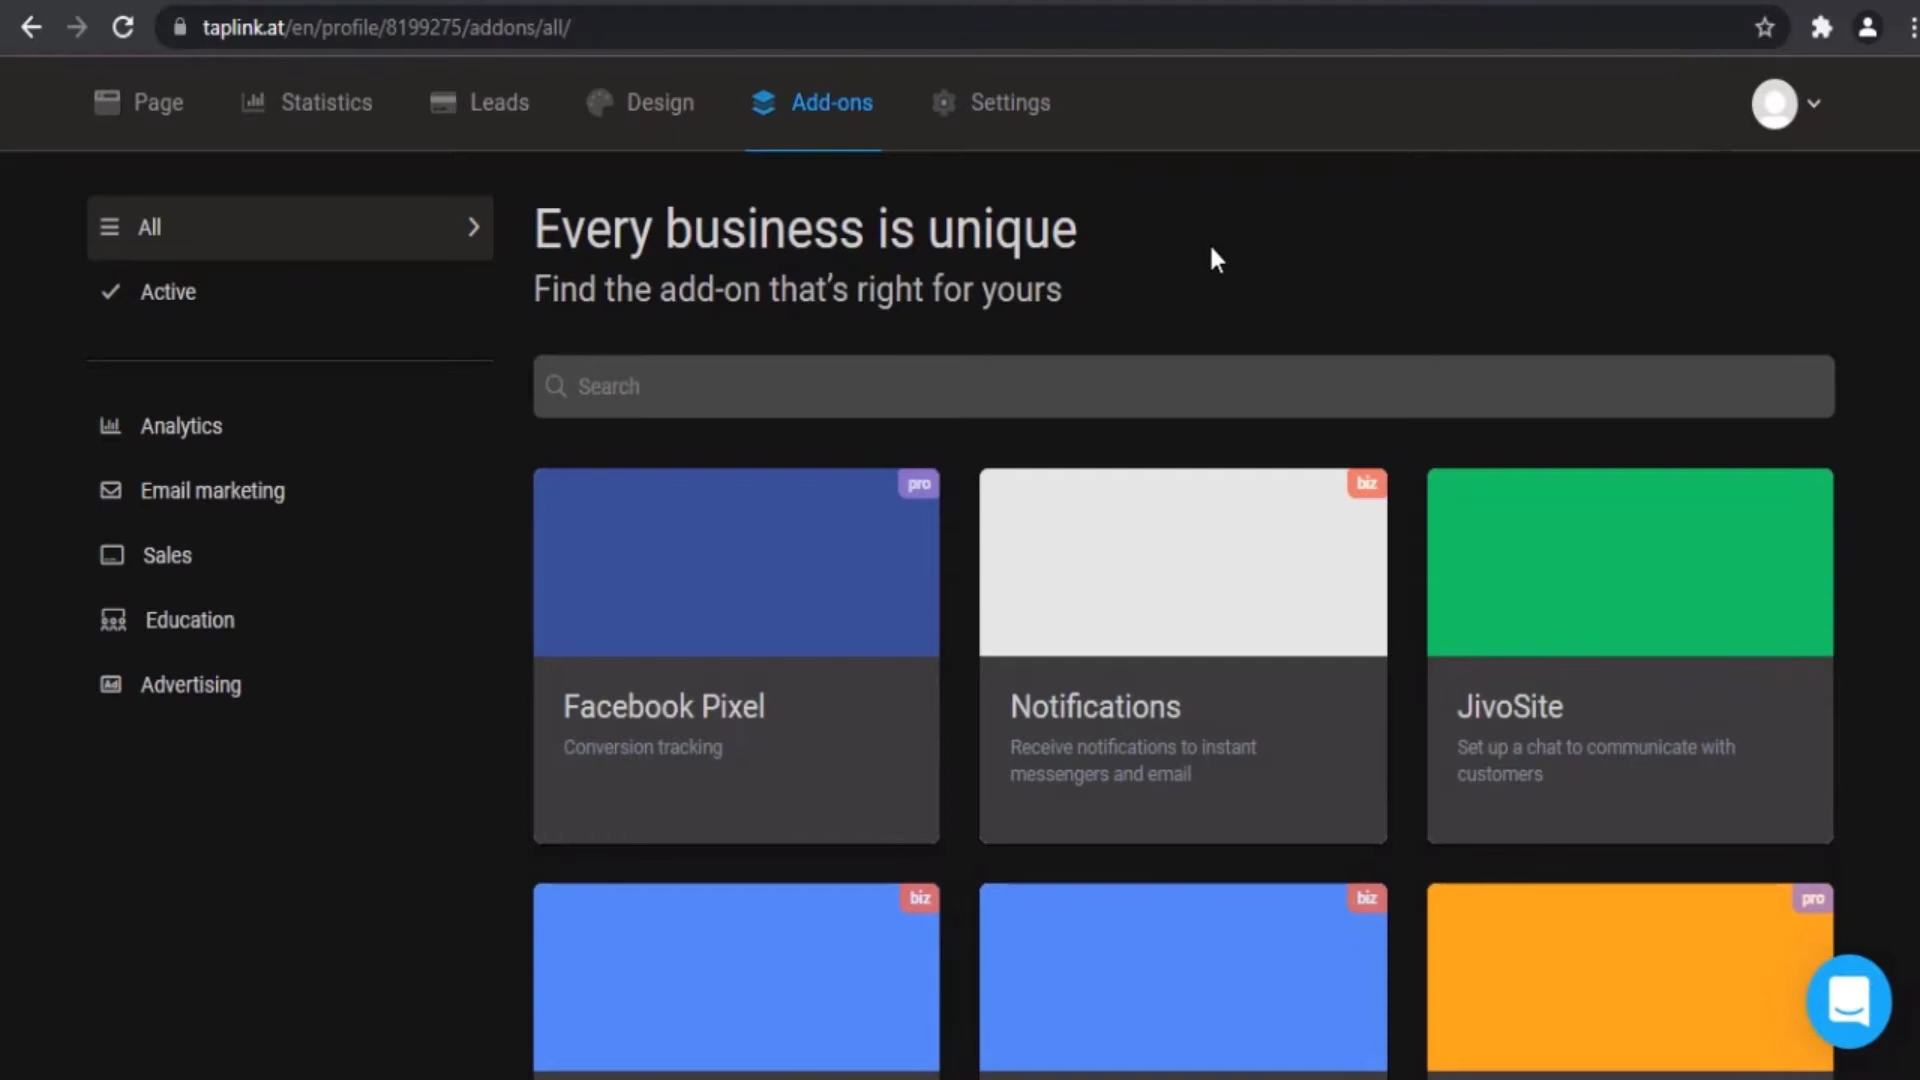 taplink.at/en/profile/8199275/addons/all/
Page
Statistics
Leads
Design
Add-ons
Settings
All
Active
Analytics
Email marketing
Sales
Education
Advertising
Every business is unique
Find the add-on that's right for yours
Search
pro
Facebook Pixel
Conversion tracking
biz
Notifications
Receive notifications to instant
messengers and email
JivoSite
Set up a chat to communicate with
customers
biz
biz
pro